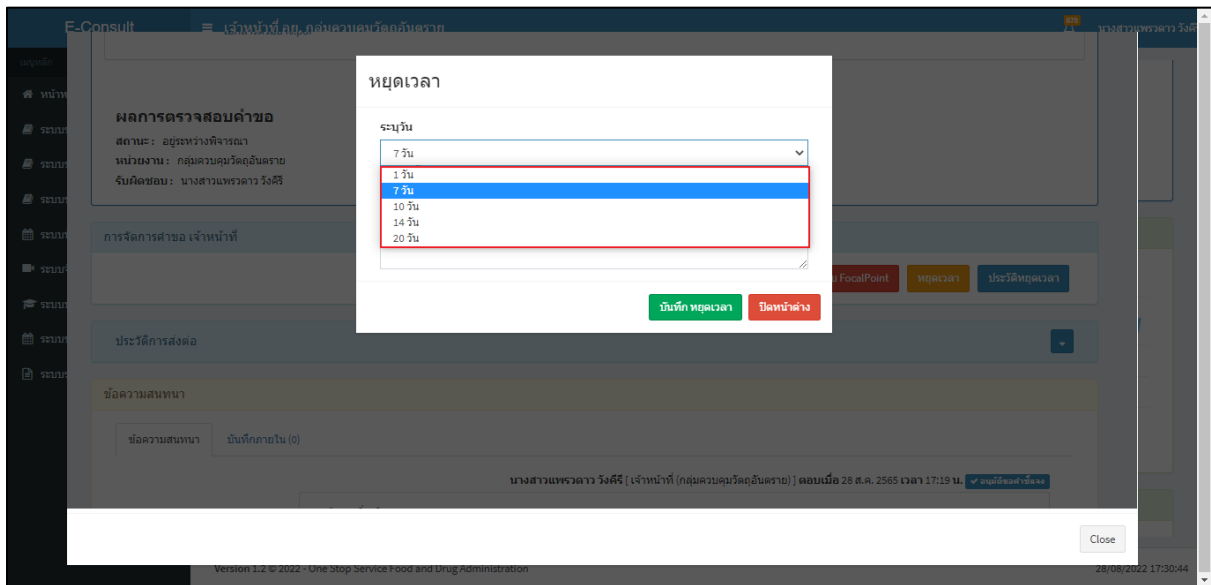 E-Consult
เจ้าหน้าที่ อย. กลุ่มควบคุมวัตถุอันตราย
นางสาวแพรวดาว วังคีรี
เมนูหลัก
หยุดเวลา
ผลการตรวจสอบคำขอ
สถานะ : อยู่ระหว่างพิจารณา
หน่วยงาน : กลุ่มควบคุมวัตถุอันตราย
รับผิดชอบ : นางสาวแพรวดาว วังคีรี
ระบุวัน
7 วัน
1 วัน
7 วัน
10 วัน
14 วัน
20 วัน
การจัดการคำขอ เจ้าหน้าที่
FocalPoint
หยุดเวลา
ประวัติหยุดเวลา
บันทึก หยุดเวลา
ปิดหน้าต่าง
ประวัติการส่งต่อ
ข้อความสนทนา
ข้อความสนทนา
บันทึกภายใน (0)
นางสาวแพรวดาว วังคีรี [ เจ้าหน้าที่ (กลุ่มควบคุมวัตถุอันตราย) ] ตอบเมื่อ 28 ส.ค. 2565 เวลา 17:19 น.
Close
Version 1.2 © 2022 - One Stop Service Food and Drug Administration
28/08/2022 17:30:44